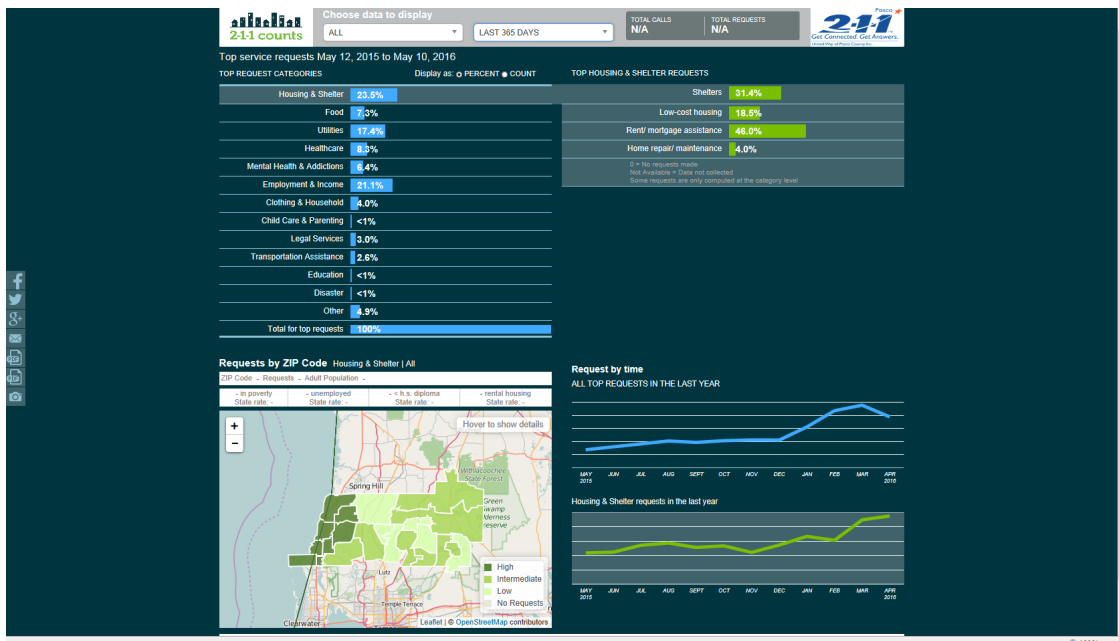 2-1-1 counts
Choose data to display
ALL
LAST 365 DAYS
TOTAL CALLS
N/A
TOTAL REQUESTS
N/A
Pasco
2-1-1
Get Connected. Get Answers.
United Way of Pasco County, Inc.
Top service requests May 12, 2015 to May 10, 2016
TOP REQUEST CATEGORIES
Display as: PERCENT COUNT
Housing & Shelter 23.5%
Food 7.3%
Utilities 17.4%
Healthcare 8.3%
Mental Health & Addictions 6.4%
Employment & Income 21.1%
Clothing & Household 4.0%
Child Care & Parenting <1%
Legal Services 3.0%
Transportation Assistance 2.6%
Education <1%
Disaster <1%
Other 4.9%
Total for top requests 100%
TOP HOUSING & SHELTER REQUESTS
Shelters 31.4%
Low-cost housing 18.5%
Rent/ mortgage assistance 46.0%
Home repair/ maintenance 4.0%
0 = No requests made
Not Available = Data not collected
Some requests are only computed at the category level
Requests by ZIP Code Housing & Shelter | All
ZIP Code - Requests - Adult Population -
- in poverty
State rate: -
- unemployed
State rate: -
- < h.s. diploma
State rate: -
- rental housing
State rate: -
+
−
Hover to show details
Withlacoochee
State Forest
Spring Hill
Green
Swamp
Wilderness
Reserve
Lutz
Temple Terrace
Clearwater
High
Intermediate
Low
No Requests
Leaflet | © OpenStreetMap contributors
Request by time
ALL TOP REQUESTS IN THE LAST YEAR
MAY 2015 JUN JUL AUG SEPT OCT NOV DEC JAN FEB MAR APR 2016
Housing & Shelter requests in the last year
MAY 2015 JUN JUL AUG SEPT OCT NOV DEC JAN FEB MAR APR 2016